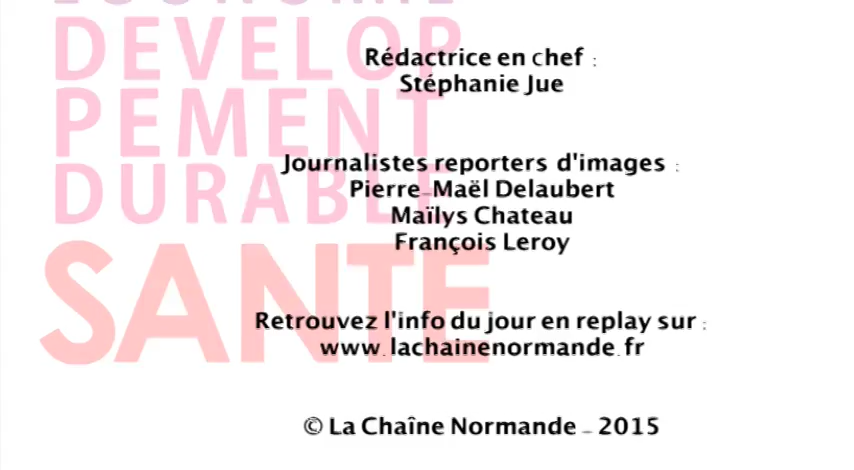 ECONOMIE
DEVELOP
PEMENT
DURABLE
SANTE
Rédactrice en chef :
Stéphanie Jue
Journalistes reporters d'images :
Pierre-Maël Delaubert
Maïlys Chateau
François Leroy
Retrouvez l'info du jour en replay sur :
www.lachainenormande.fr
© La Chaîne Normande - 2015